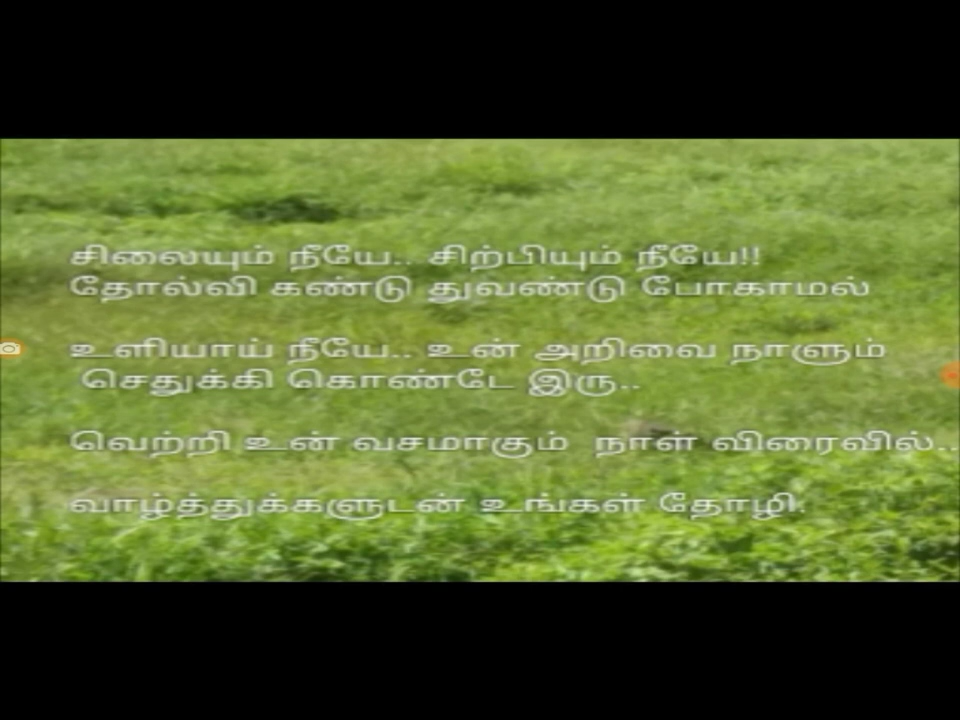 சிலையும் நீயே.. சிற்பியும் நீயே!!
தோல்வி கண்டு துவண்டு போகாமல்
உளியாய் நீயே.. உன் அறிவை நாளும்
செதுக்கி கொண்டே இரு..
வெற்றி உன் வசமாகும் நாள் விரைவில்..
வாழ்த்துக்களுடன் உங்கள் தோழி.